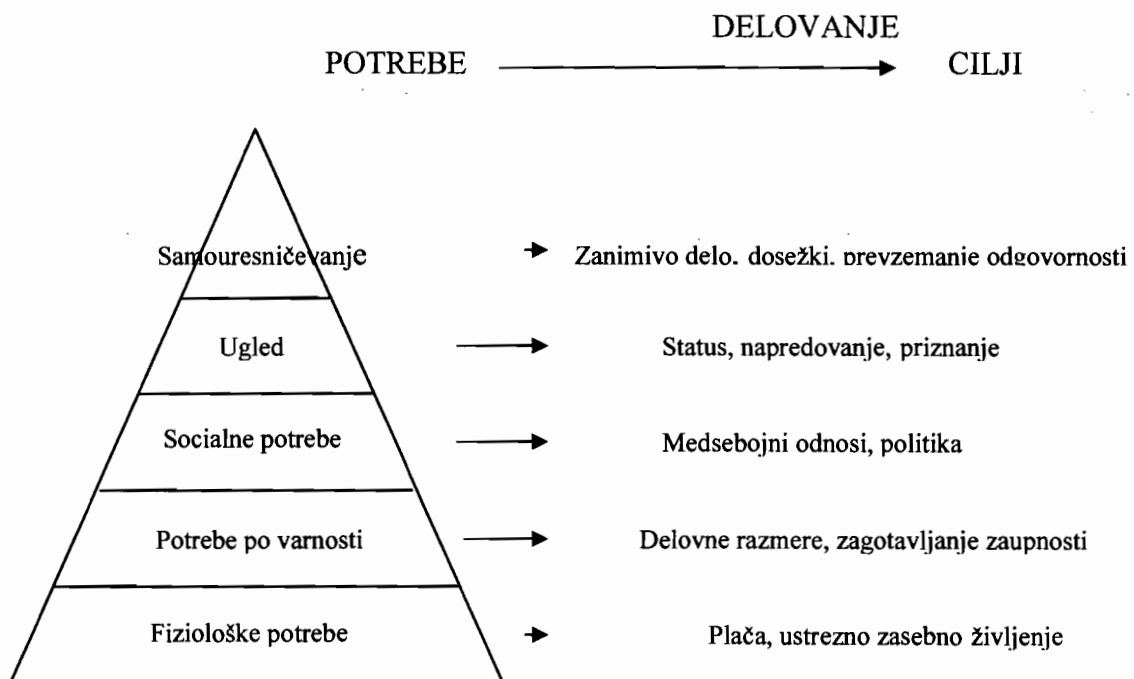 DELOVANJE
POTREBE CILJI
Samouresničevanje Zanimivo delo, dosežki, prevzemanje odgovornosti
Ugled Status, napredovanje, priznanje
Socialne potrebe Medsebojni odnosi, politika
Potrebe po varnosti Delovne razmere, zagotavljanje zaupnosti
Fiziološke potrebe Plača, ustrezno zasebno življenje